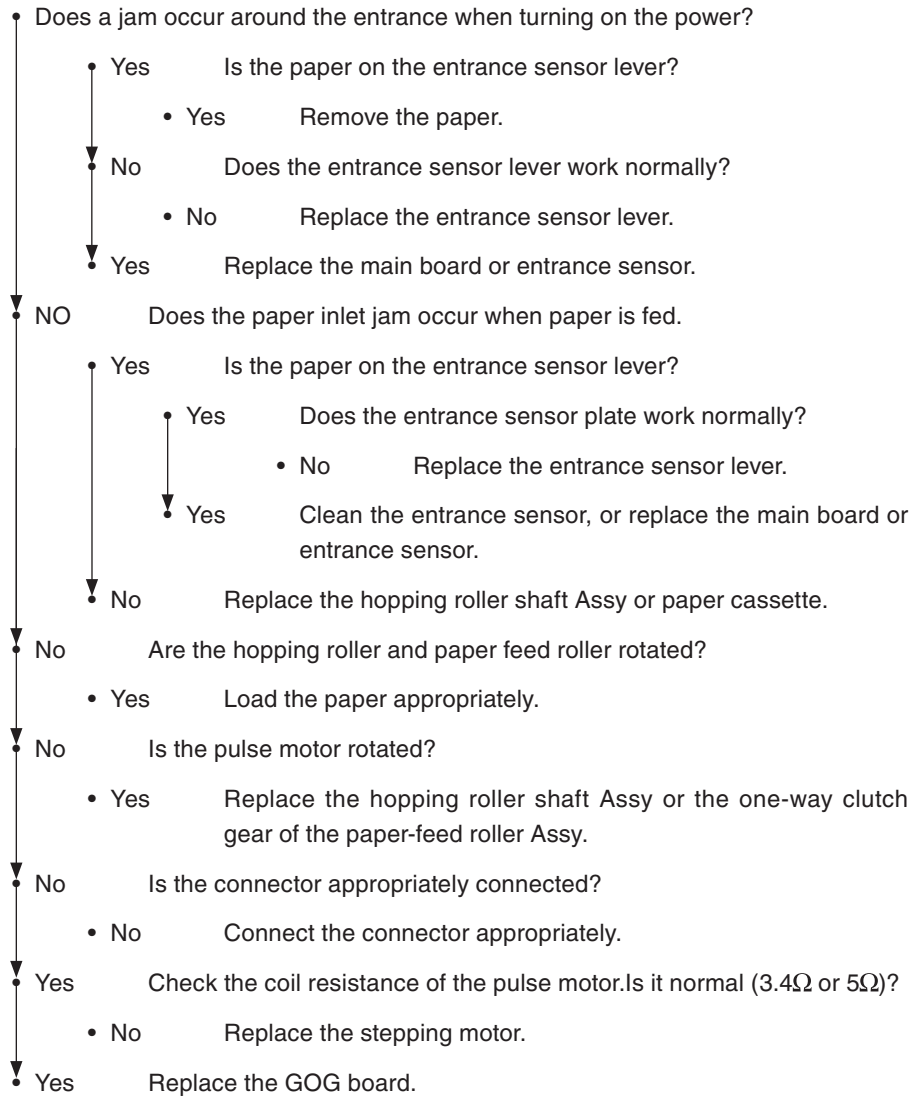 • Does a jam occur around the entrance when turning on the power?
• Yes Is the paper on the entrance sensor lever?
• Yes Remove the paper.
• No Does the entrance sensor lever work normally?
• No Replace the entrance sensor lever.
• Yes Replace the main board or entrance sensor.
• NO Does the paper inlet jam occur when paper is fed.
• Yes Is the paper on the entrance sensor lever?
• Yes Does the entrance sensor plate work normally?
• No Replace the entrance sensor lever.
• Yes Clean the entrance sensor, or replace the main board or
entrance sensor.
• No Replace the hopping roller shaft Assy or paper cassette.
• No Are the hopping roller and paper feed roller rotated?
• Yes Load the paper appropriately.
• No Is the pulse motor rotated?
• Yes Replace the hopping roller shaft Assy or the one-way clutch
gear of the paper-feed roller Assy.
• No Is the connector appropriately connected?
• No Connect the connector appropriately.
• Yes Check the coil resistance of the pulse motor.Is it normal (3.4Ω or 5Ω)?
• No Replace the stepping motor.
• Yes Replace the GOG board.